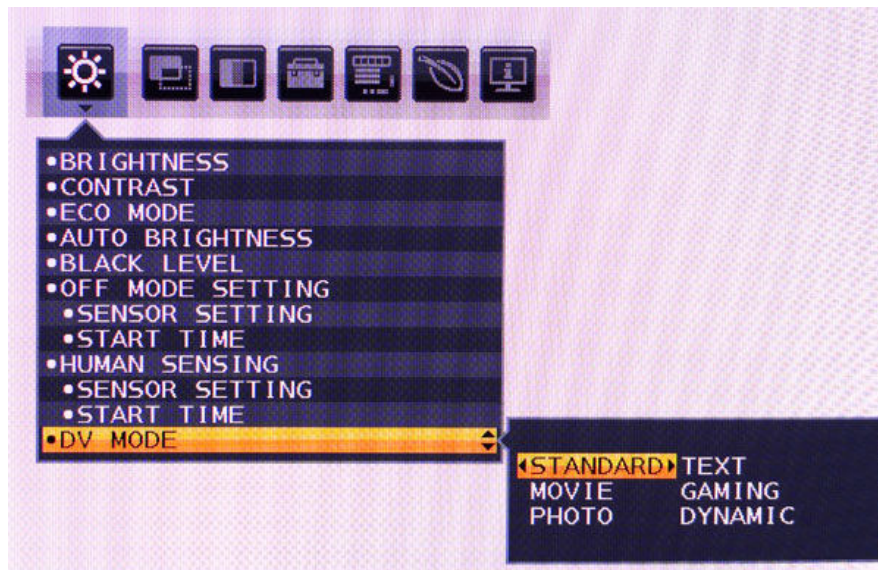 •BRIGHTNESS
•CONTRAST
•ECO MODE
•AUTO BRIGHTNESS
•BLACK LEVEL
•OFF MODE SETTING
•SENSOR SETTING
•START TIME
•HUMAN SENSING
•SENSOR SETTING
•START TIME
•DV MODE
STANDARD TEXT
MOVIE GAMING
PHOTO DYNAMIC